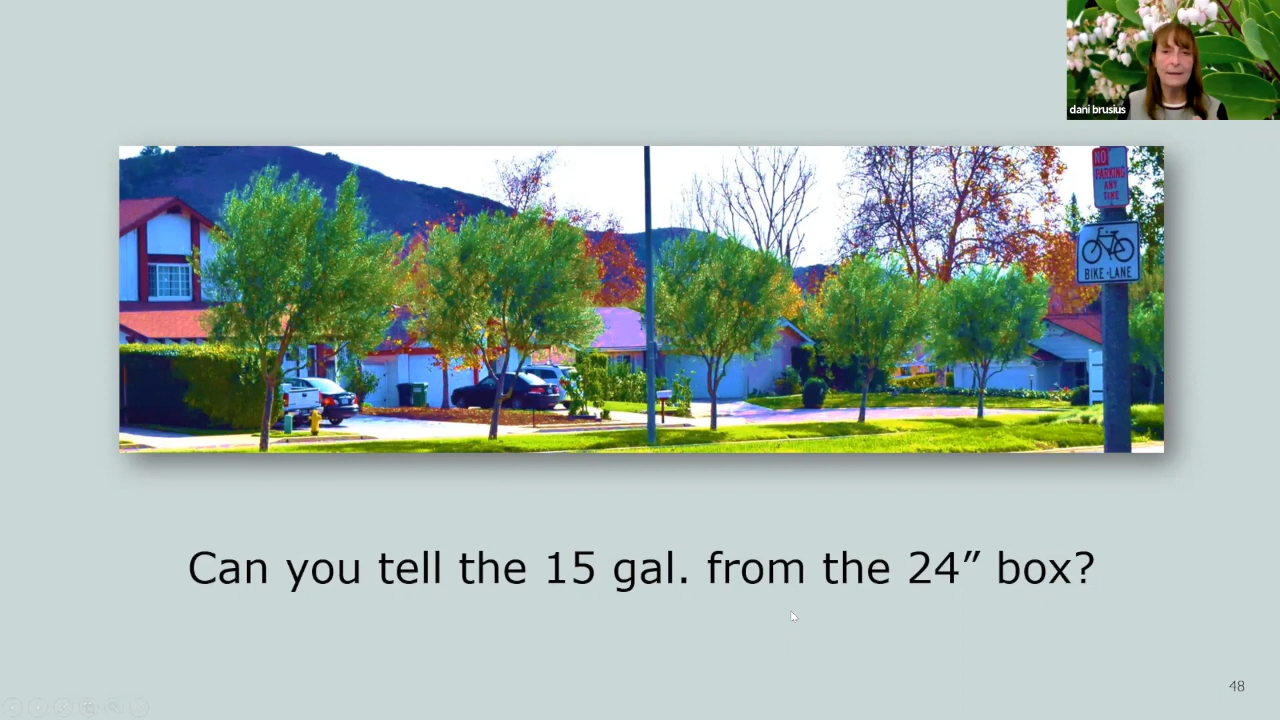 dani brusius
NO
PARKING
ANY
TIME
BIKE LANE
Can you tell the 15 gal. from the 24” box?
48